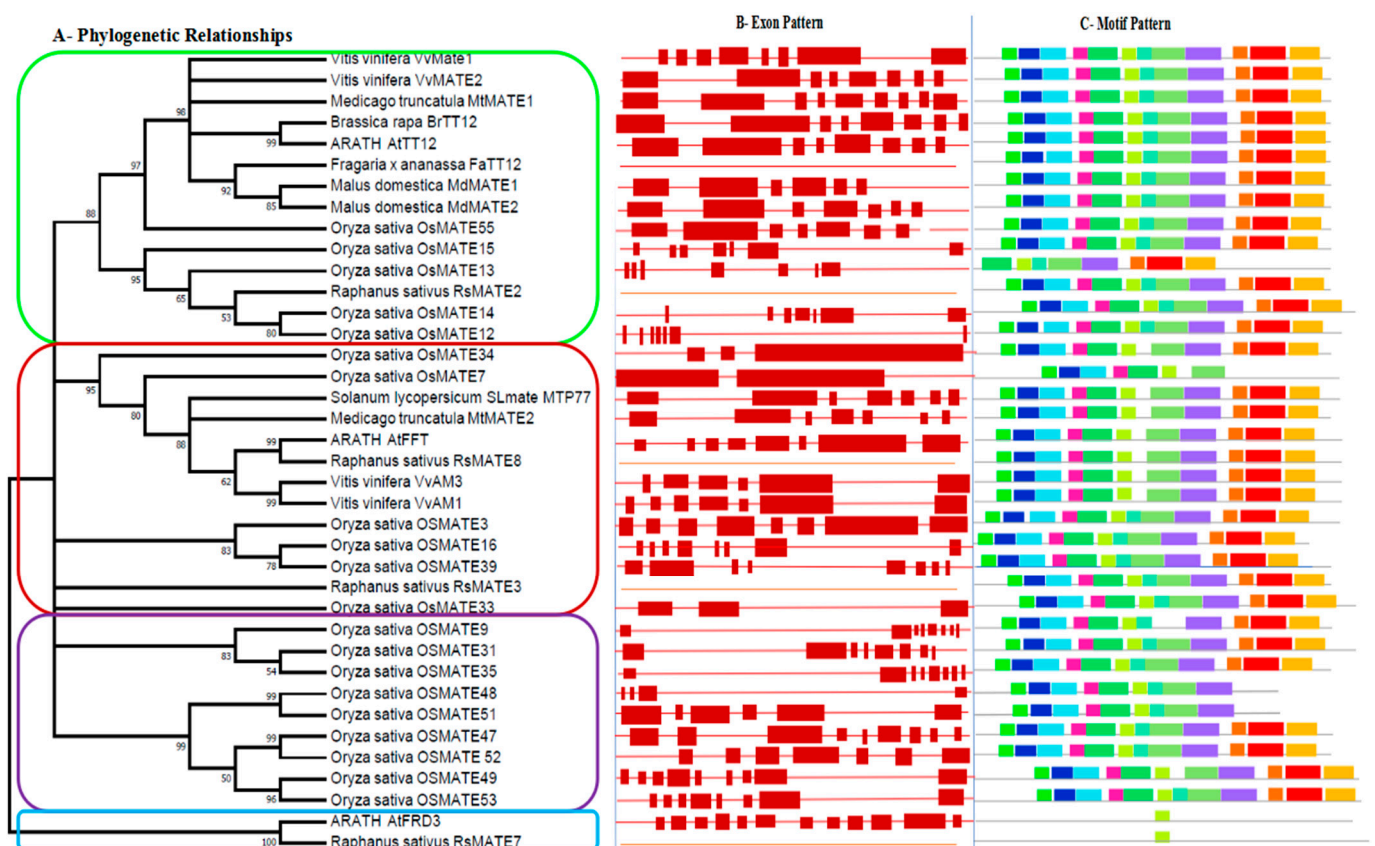 A- Phylogenetic Relationships
B- Exon Pattern
C- Motif Pattern
Vitis vinifera VvMate1
Vitis vinifera VvMATE2
Medicago truncatula MtMATE1
98
Brassica rapa BrTT12
99
ARATH AtTT12
97
Fragaria x ananassa FaTT12
92
Malus domestica MdMATE1
85
Malus domestica MdMATE2
88
Oryza sativa OsMATE55
Oryza sativa OsMATE15
95
Oryza sativa OsMATE13
65
Raphanus sativus RsMATE2
53
Oryza sativa OsMATE14
80
Oryza sativa OsMATE12
Oryza sativa OsMATE34
95
Oryza sativa OsMATE7
80
Solanum lycopersicum SLmate MTP77
Medicago truncatula MtMATE2
88
ARATH AtFFT
99
Raphanus sativus RsMATE8
62
Vitis vinifera VvAM3
99
Vitis vinifera VvAM1
Oryza sativa OSMATE3
83
Oryza sativa OSMATE16
78
Oryza sativa OSMATE39
Raphanus sativus RsMATE3
Oryza sativa OsMATE33
Oryza sativa OSMATE9
83
Oryza sativa OSMATE31
54
Oryza sativa OSMATE35
Oryza sativa OSMATE48
99
Oryza sativa OSMATE51
99
Oryza sativa OSMATE47
99
Oryza sativa OSMATE 52
50
Oryza sativa OSMATE49
96
Oryza sativa OSMATE53
ARATH AtFRD3
100
Raphanus sativus RsMATE7